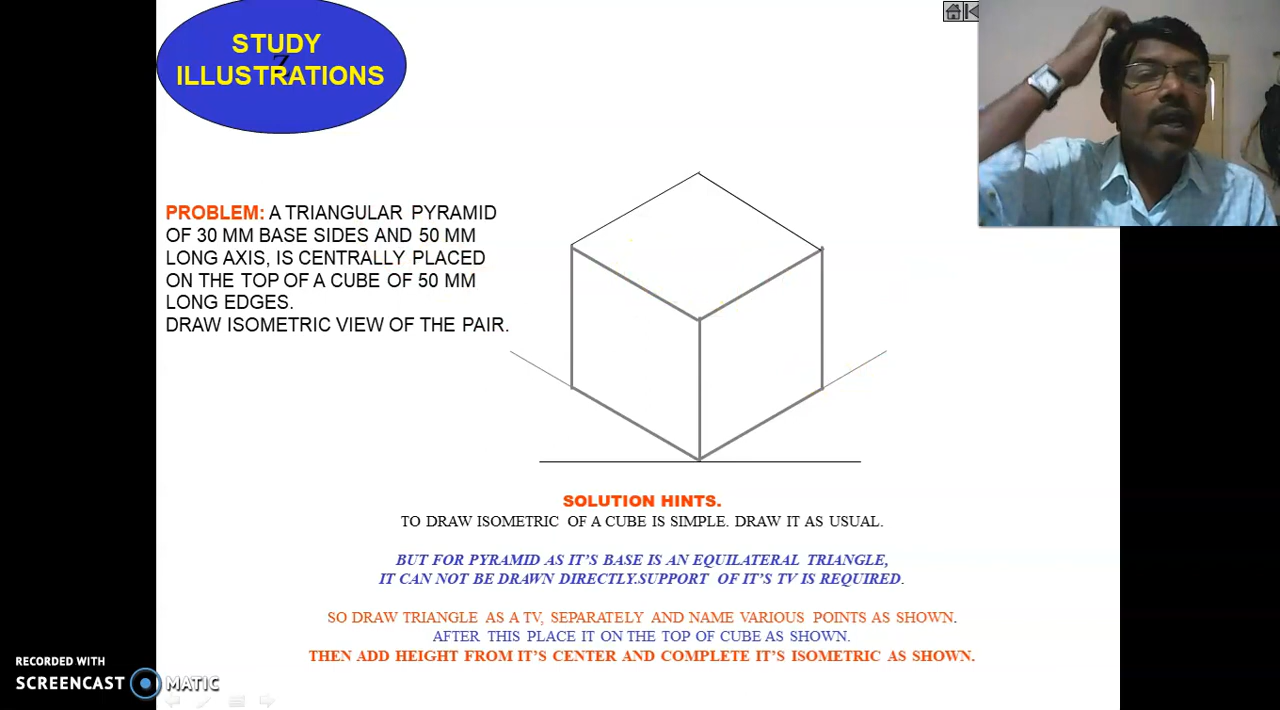 STUDY
ILLUSTRATIONS
PROBLEM: A TRIANGULAR PYRAMID
OF 30 MM BASE SIDES AND 50 MM
LONG AXIS, IS CENTRALLY PLACED
ON THE TOP OF A CUBE OF 50 MM
LONG EDGES.
DRAW ISOMETRIC VIEW OF THE PAIR.
SOLUTION HINTS.
TO DRAW ISOMETRIC OF A CUBE IS SIMPLE. DRAW IT AS USUAL.
BUT FOR PYRAMID AS IT'S BASE IS AN EQUILATERAL TRIANGLE,
IT CAN NOT BE DRAWN DIRECTLY.SUPPORT OF IT'S TV IS REQUIRED.
SO DRAW TRIANGLE AS A TV, SEPARATELY AND NAME VARIOUS POINTS AS SHOWN.
AFTER THIS PLACE IT ON THE TOP OF CUBE AS SHOWN.
THEN ADD HEIGHT FROM IT'S CENTER AND COMPLETE IT'S ISOMETRIC AS SHOWN.
RECORDED WITH
SCREENCAST MATIC